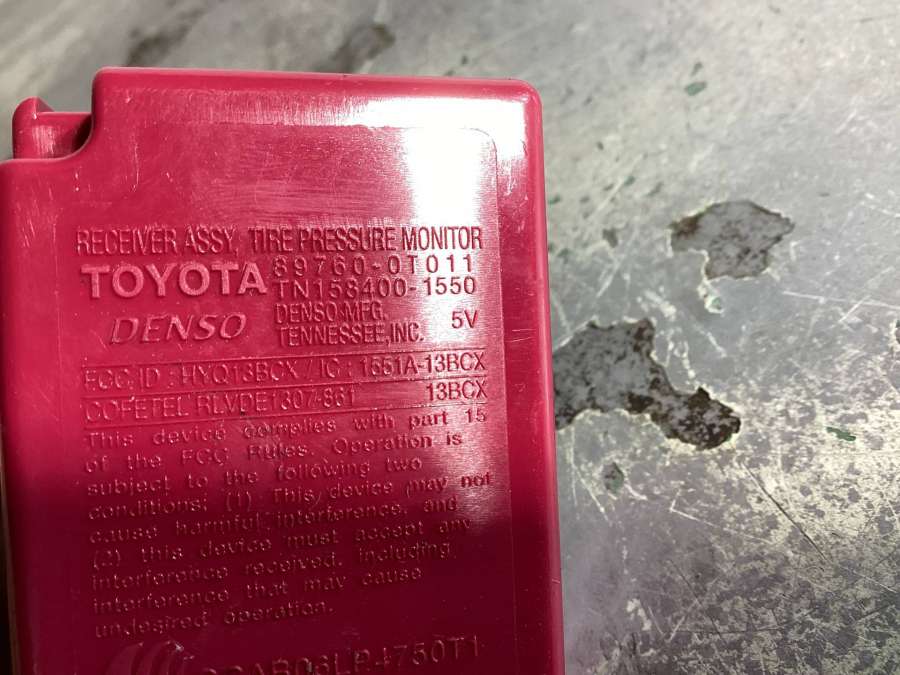 RECEIVER ASSY, TIRE PRESSURE MONITOR
TOYOTA 89760-0T011
TN158400-1550
DENSO DENSO MFG. 5V
TENNESSEE, INC.
FCC ID : HYQ13BCX / IC : 1551A-13BCX
COFETEL RLVDE1307-861 13BCX
This device complies with part 15
of the FCC Rules. Operation is
subject to the following two
conditions: (1) This device may not
cause harmful interference, and
(2) this device must accept any
interference received, including
interference that may cause
undesired operation.